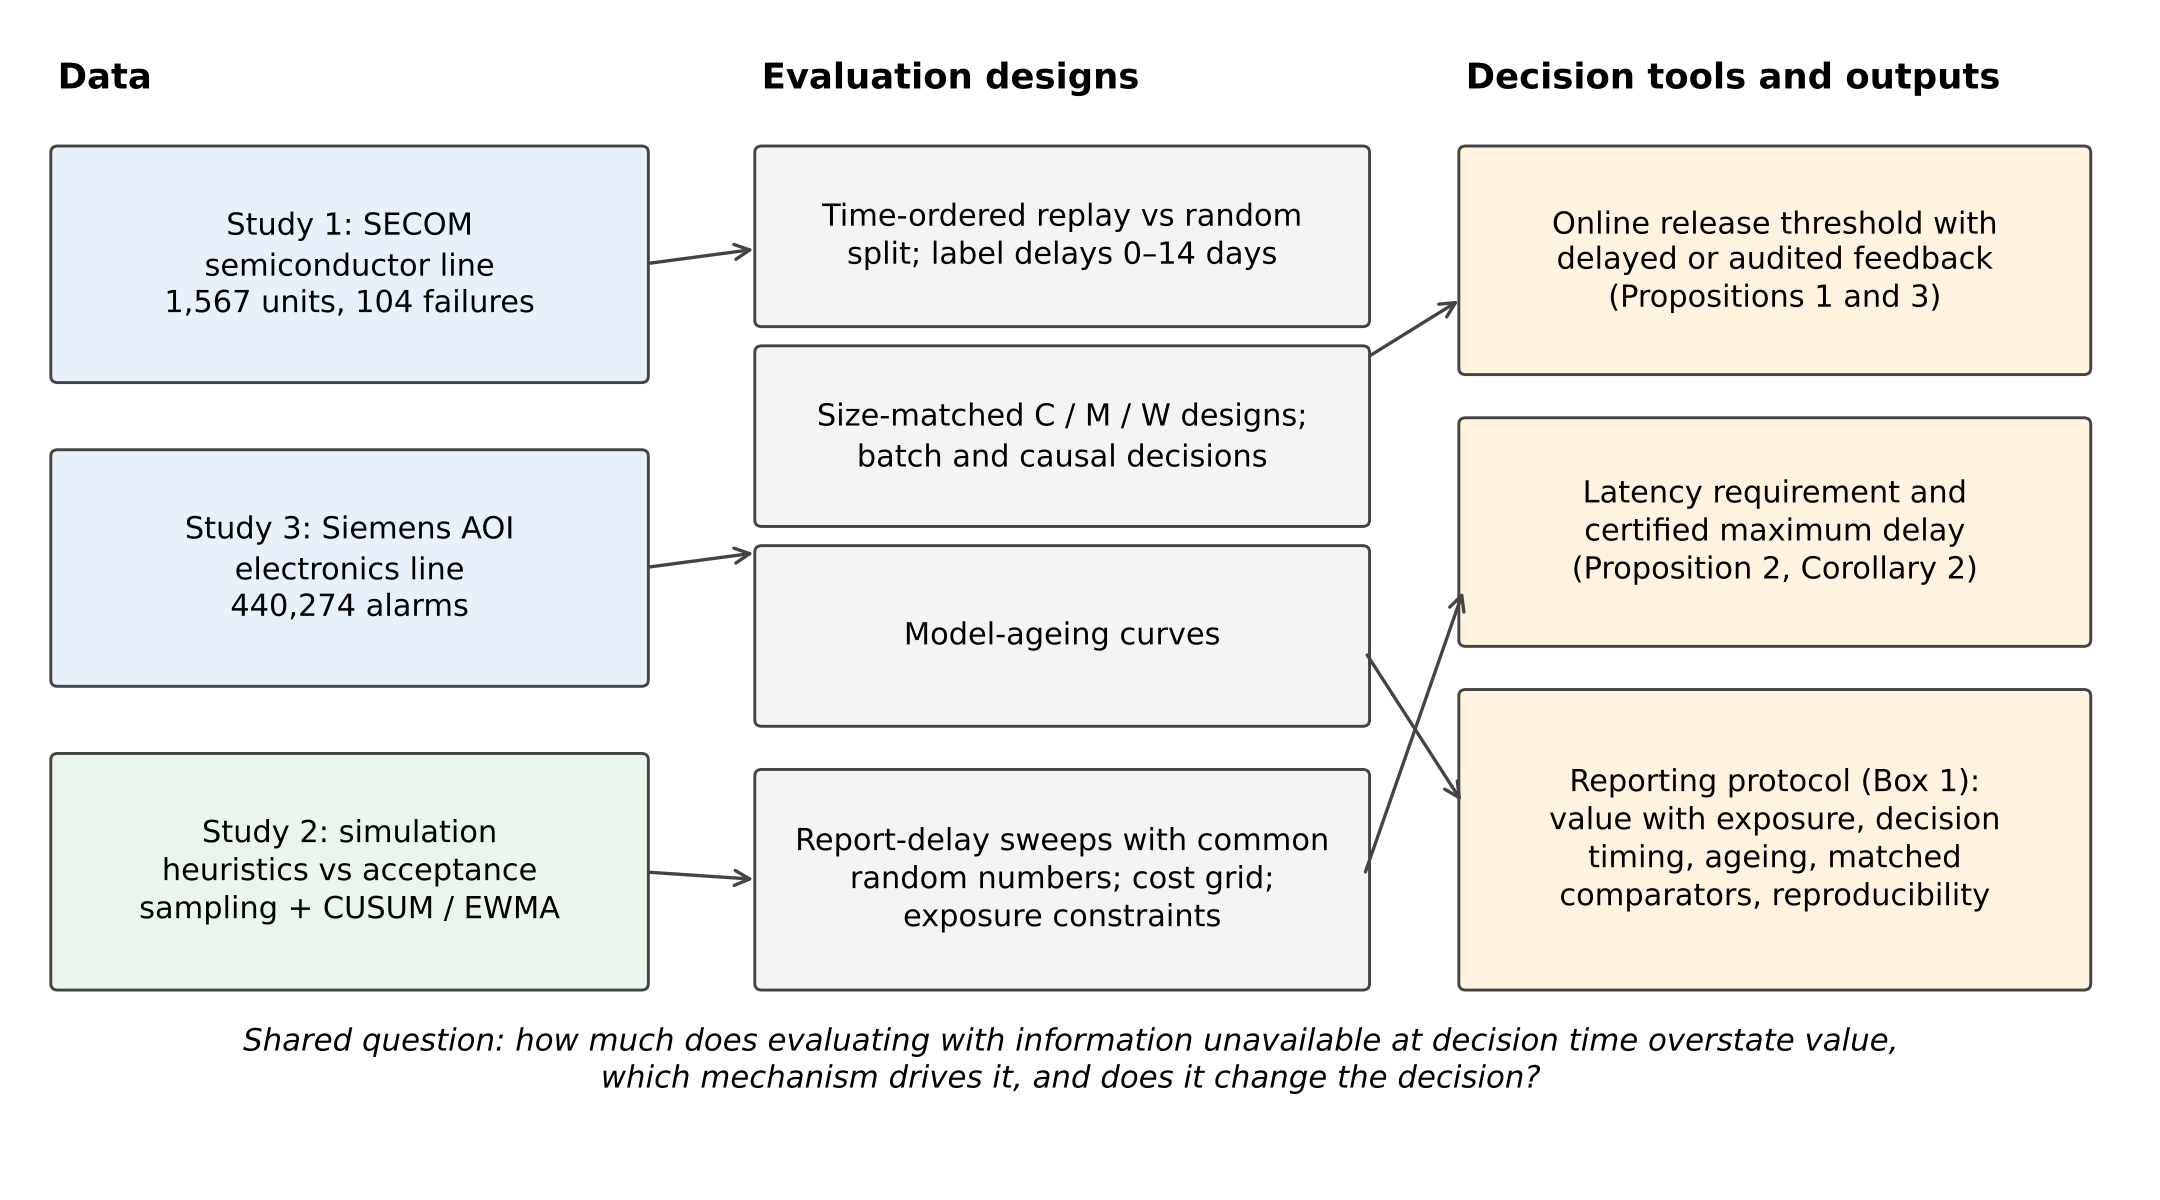 Data
Evaluation designs
Decision tools and outputs
Study 1: SECOM
semiconductor line
1,567 units, 104 failures
Study 3: Siemens AOI
electronics line
440,274 alarms
Study 2: simulation
heuristics vs acceptance
sampling + CUSUM / EWMA
Time-ordered replay vs random
split; label delays 0–14 days
Size-matched C / M / W designs;
batch and causal decisions
Model-ageing curves
Report-delay sweeps with common
random numbers; cost grid;
exposure constraints
Online release threshold with
delayed or audited feedback
(Propositions 1 and 3)
Latency requirement and
certified maximum delay
(Proposition 2, Corollary 2)
Reporting protocol (Box 1):
value with exposure, decision
timing, ageing, matched
comparators, reproducibility
Shared question: how much does evaluating with information unavailable at decision time overstate value,
which mechanism drives it, and does it change the decision?